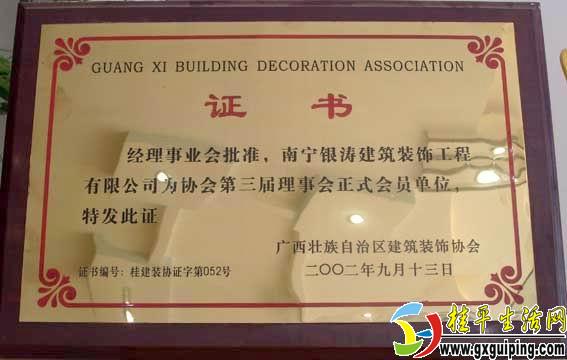 GUANG XI BUILDING DECORATION ASSOCIATION
证 书
经理事业会批准，南宁银涛建筑装饰工程
有限公司为协会第三届理事会正式会员单位，
特发此证
广西壮族自治区建筑装饰协会
证书编号：桂建装协证字第052号
二〇〇二年九月十三日
桂平生活网
www.gxguiping.com